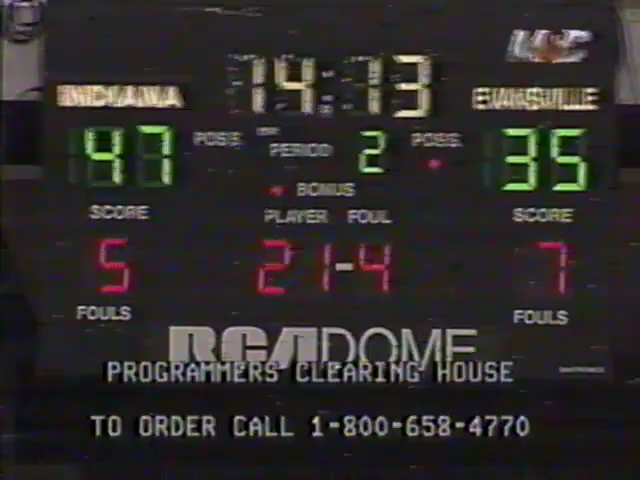 14:13
INDIANA EVANSVILLE
47 POSS. PERIOD 2 POSS. 35
BONUS
SCORE PLAYER FOUL SCORE
5 21-4 7
FOULS FOULS
RCA DOME
PROGRAMMERS CLEARING HOUSE
TO ORDER CALL 1-800-658-4770